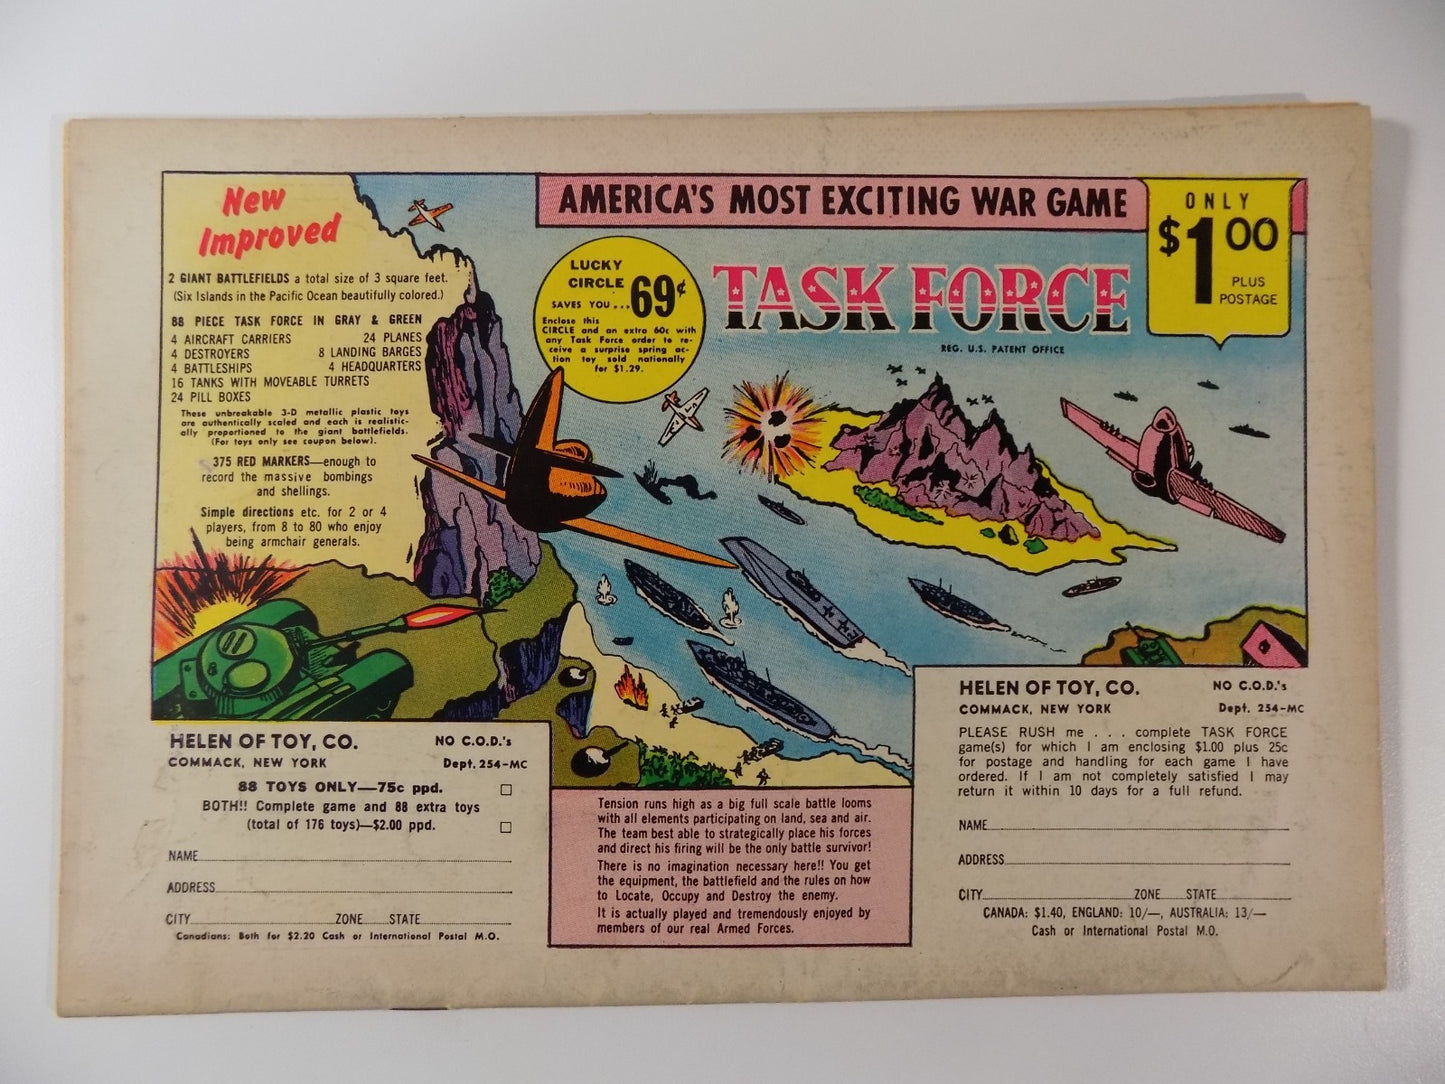 New
Improved
2 GIANT BATTLEFIELDS a total size of 3 square feet.
(Six Islands in the Pacific Ocean beautifully colored.)
88 PIECE TASK FORCE IN GRAY & GREEN
4 AIRCRAFT CARRIERS 24 PLANES
4 DESTROYERS 8 LANDING BARGES
4 BATTLESHIPS 4 HEADQUARTERS
16 TANKS WITH MOVEABLE TURRETS
24 PILL BOXES
These unbreakable 3-D metallic plastic toys
are authentically scaled and each is realistic-
ally proportioned to the giant battlefields.
(For toys only see coupon below).
375 RED MARKERS—enough to
record the massive bombings
and shellings.
Simple directions etc. for 2 or 4
players, from 8 to 80 who enjoy
being armchair generals.
AMERICA'S MOST EXCITING WAR GAME
ONLY
$1.00
PLUS
POSTAGE
LUCKY
CIRCLE
SAVES YOU... 69¢
Enclose this
CIRCLE and an extra 60c with
any Task Force order to re-
ceive a surprise spring ac-
tion toy sold nationally
for $1.29.
TASK FORCE
REG. U.S. PATENT OFFICE
HELEN OF TOY, CO. NO C.O.D.'s
COMMACK, NEW YORK Dept. 254-MC
88 TOYS ONLY—75c ppd.
BOTH!! Complete game and 88 extra toys
(total of 176 toys)—$2.00 ppd.
NAME
ADDRESS
CITY ZONE STATE
Canadians: Both for $2.20 Cash or International Postal M.O.
Tension runs high as a big full scale battle looms
with all elements participating on land, sea and air.
The team best able to strategically place his forces
and direct his firing will be the only battle survivor!
There is no imagination necessary here!! You get
the equipment, the battlefield and the rules on how
to Locate, Occupy and Destroy the enemy.
It is actually played and tremendously enjoyed by
members of our real Armed Forces.
HELEN OF TOY, CO. NO C.O.D.'s
COMMACK, NEW YORK Dept. 254-MC
PLEASE RUSH me . . . complete TASK FORCE
game(s) for which I am enclosing $1.00 plus 25c
for postage and handling for each game I have
ordered. If I am not completely satisfied I may
return it within 10 days for a full refund.
NAME
ADDRESS
CITY ZONE STATE
CANADA: $1.40, ENGLAND: 10/—, AUSTRALIA: 13/—
Cash or International Postal M.O.